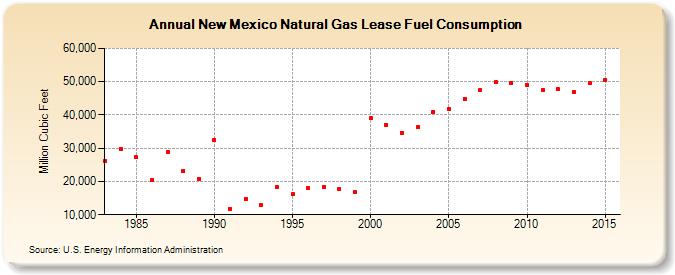 Annual New Mexico Natural Gas Lease Fuel Consumption
Million Cubic Feet
60,000
50,000
40,000
30,000
20,000
10,000
1985 1990 1995 2000 2005 2010 2015
Source: U.S. Energy Information Administration